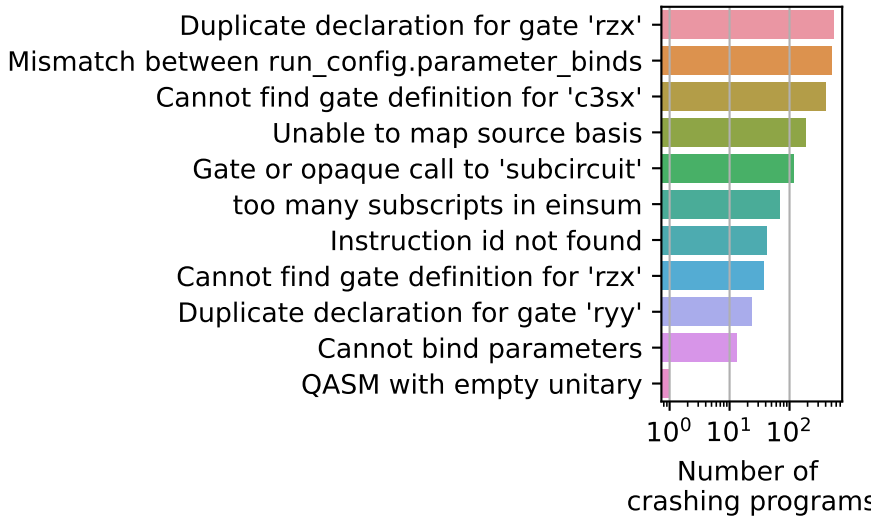 Duplicate declaration for gate 'rzx'
Mismatch between run_config.parameter_binds
Cannot find gate definition for 'c3sx'
Unable to map source basis
Gate or opaque call to 'subcircuit'
too many subscripts in einsum
Instruction id not found
Cannot find gate definition for 'rzx'
Duplicate declaration for gate 'ryy'
Cannot bind parameters
QASM with empty unitary
10⁰ 10¹ 10²
Number of
crashing programs